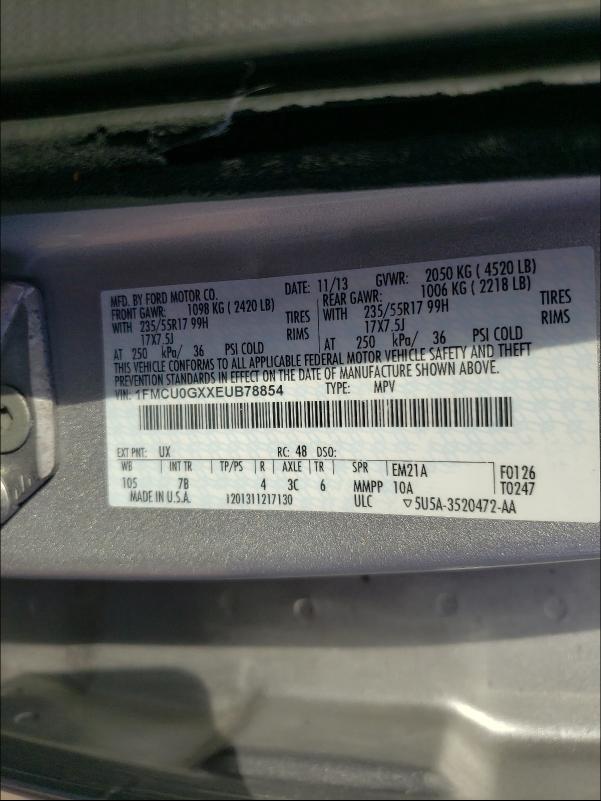 MFD. BY FORD MOTOR CO. DATE: 11/13 GVWR: 2050 KG ( 4520 LB)
FRONT GAWR: 1098 KG ( 2420 LB) REAR GAWR: 1006 KG ( 2218 LB)
WITH 235/55R17 99H TIRES WITH 235/55R17 99H TIRES
17X7.5J RIMS 17X7.5J RIMS
AT 250 kPa/ 36 PSI COLD AT 250 kPa/ 36 PSI COLD
THIS VEHICLE CONFORMS TO ALL APPLICABLE FEDERAL MOTOR VEHICLE SAFETY AND THEFT
PREVENTION STANDARDS IN EFFECT ON THE DATE OF MANUFACTURE SHOWN ABOVE.
VIN: 1FMCU0GXXEUB78854 TYPE: MPV
EXT PNT: UX RC: 48 DSO:
WB INT TR TP/PS R AXLE TR SPR EM21A F0126
105 7B 4 3C 6 MMPP 10A T0247
MADE IN U.S.A. 1201311217130 ULC ▽5U5A-3520472-AA